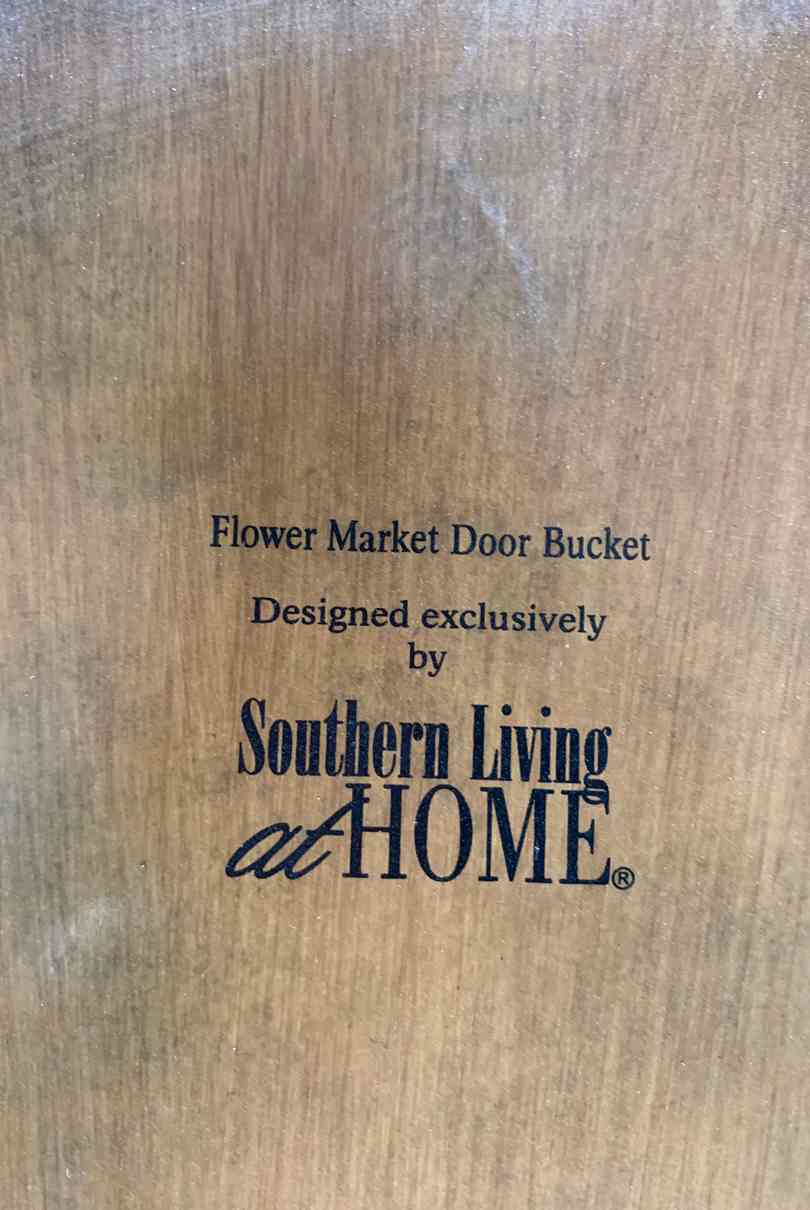 Flower Market Door Bucket
Designed exclusively
by
Southern Living
at HOME®